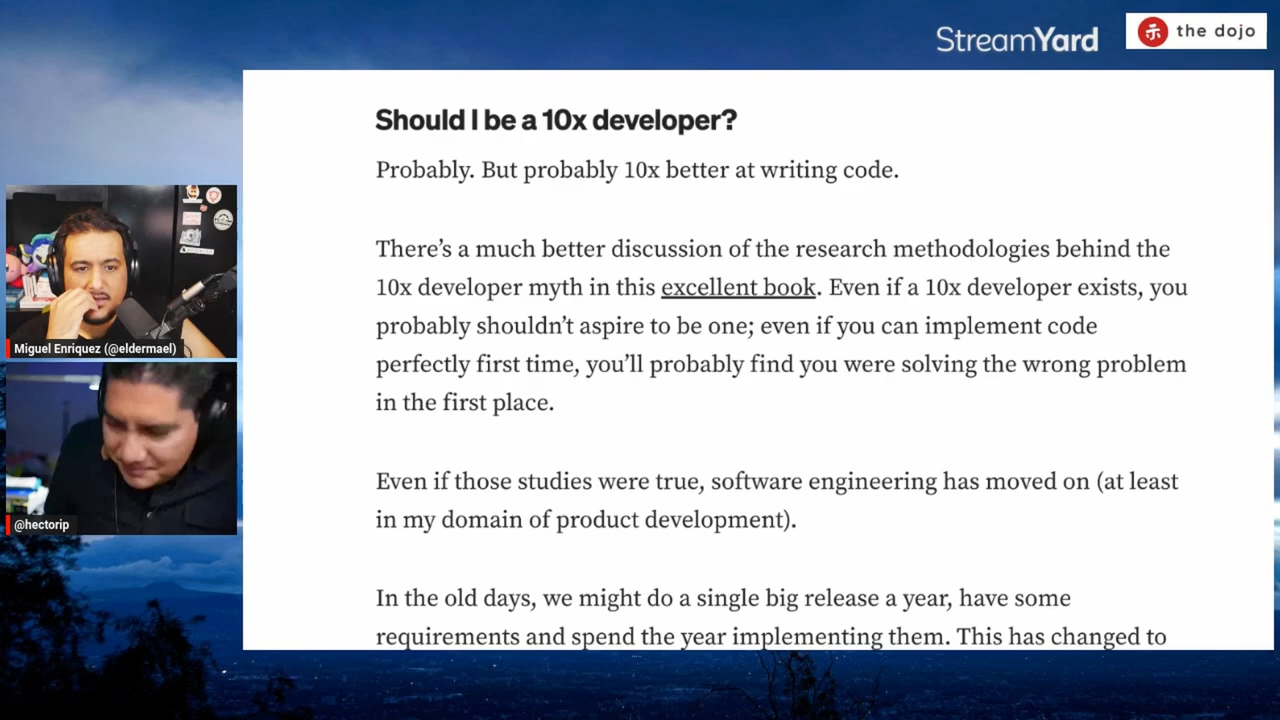 StreamYard
the dojo
Should I be a 10x developer?
Probably. But probably 10x better at writing code.
There’s a much better discussion of the research methodologies behind the
10x developer myth in this excellent book. Even if a 10x developer exists, you
probably shouldn’t aspire to be one; even if you can implement code
perfectly first time, you’ll probably find you were solving the wrong problem
in the first place.
Even if those studies were true, software engineering has moved on (at least
in my domain of product development).
In the old days, we might do a single big release a year, have some
requirements and spend the year implementing them. This has changed to
Miguel Enriquez (@eldermael)
@hectorip